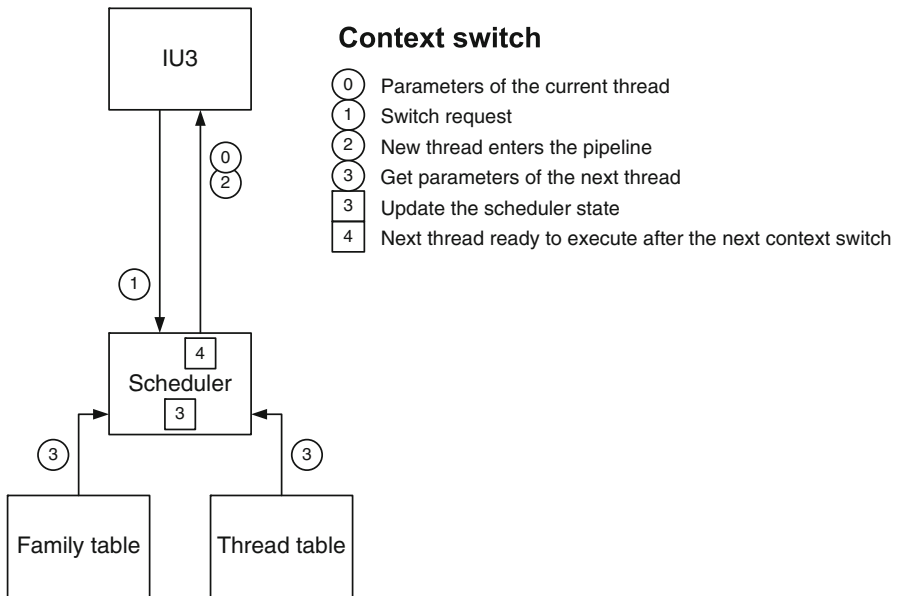 Context switch
IU3
0 Parameters of the current thread
1 Switch request
2 New thread enters the pipeline
3 Get parameters of the next thread
3 Update the scheduler state
4 Next thread ready to execute after the next context switch
0
2
1
4
Scheduler
3
3
3
Family table
Thread table